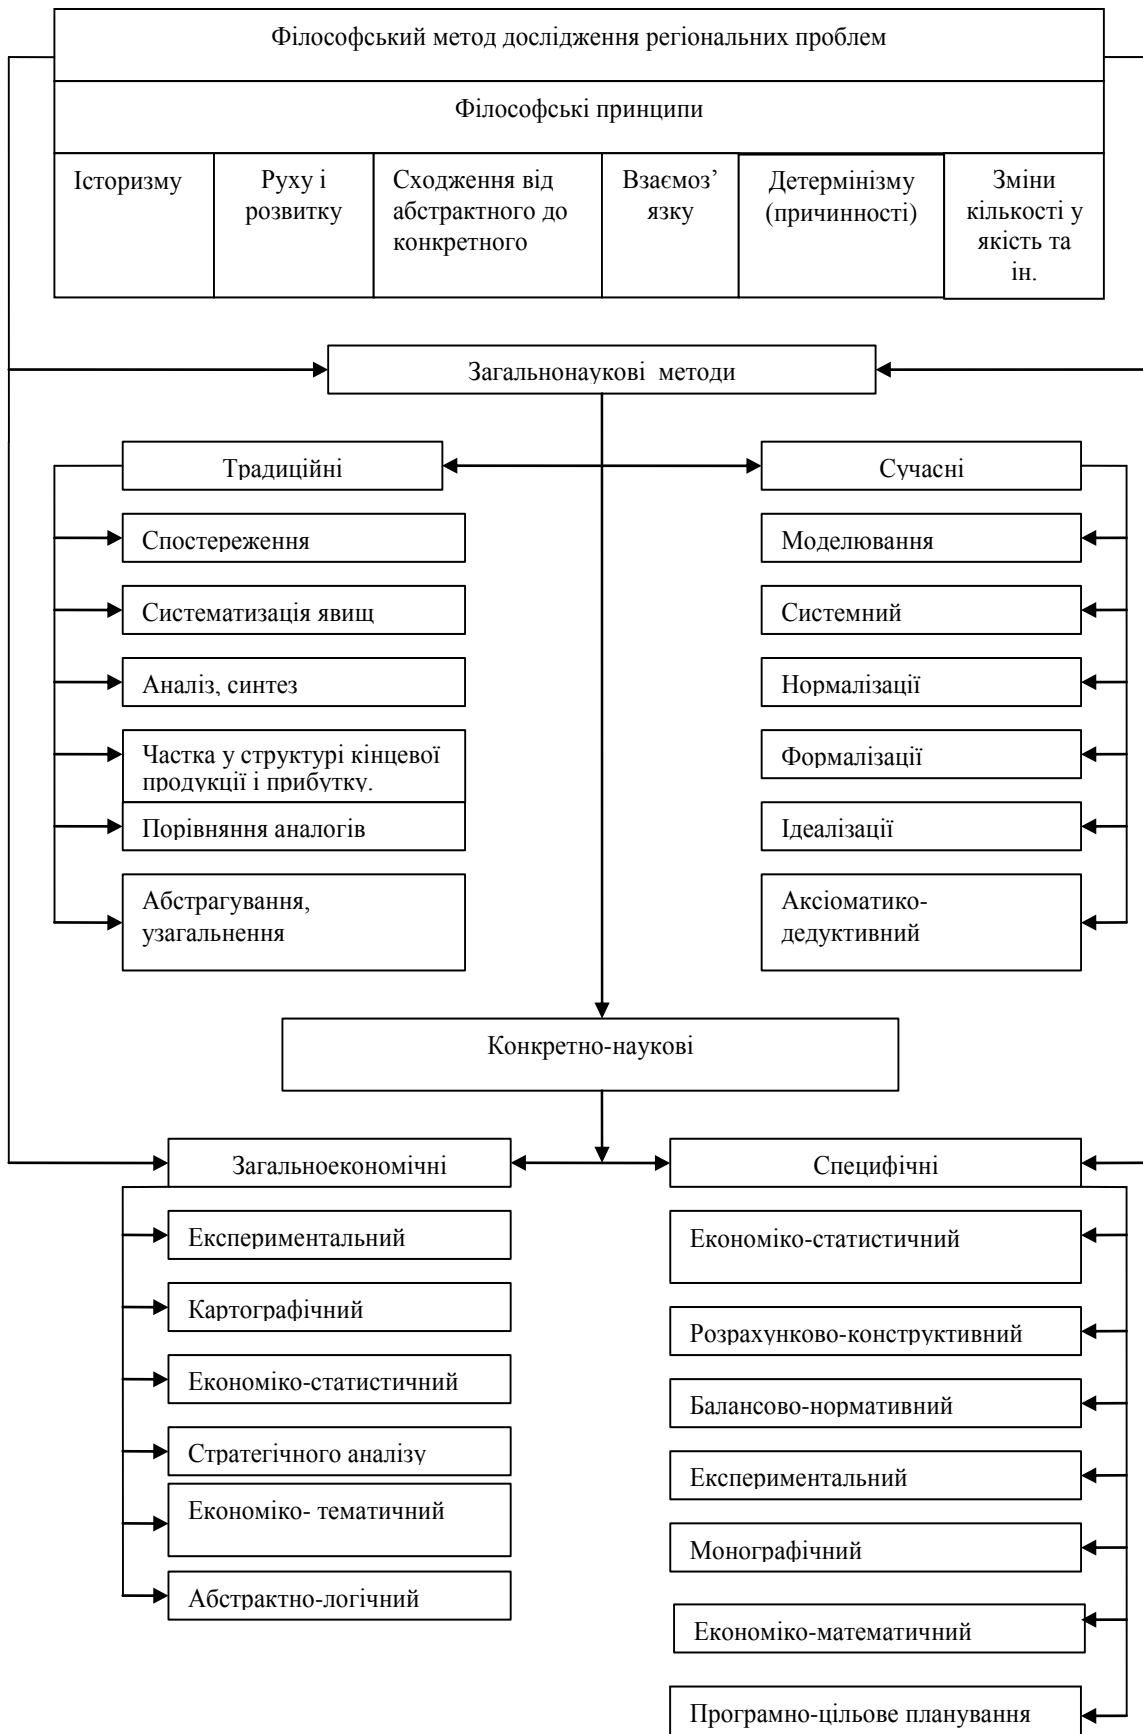 Філософський метод дослідження регіональних проблем
Філософські принципи
Історизму
Руху і
розвитку
Сходження від
абстрактного до
конкретного
Взаємоз’
язку
Детермінізму
(причинності)
Зміни
кількості у
якість та
ін.
Загальнонаукові методи
Традиційні
Спостереження
Систематизація явищ
Аналіз, синтез
Частка у структурі кінцевої
продукції і прибутку.
Порівняння аналогів
Абстрагування,
узагальнення
Сучасні
Моделювання
Системний
Нормалізації
Формалізації
Ідеалізації
Аксіоматико-
дедуктивний
Конкретно-наукові
Загальноекономічні
Експериментальний
Картографічний
Економіко-статистичний
Стратегічного аналізу
Економіко- тематичний
Абстрактно-логічний
Специфічні
Економіко-статистичний
Розрахунково-конструктивний
Балансово-нормативний
Експериментальний
Монографічний
Економіко-математичний
Програмно-цільове планування